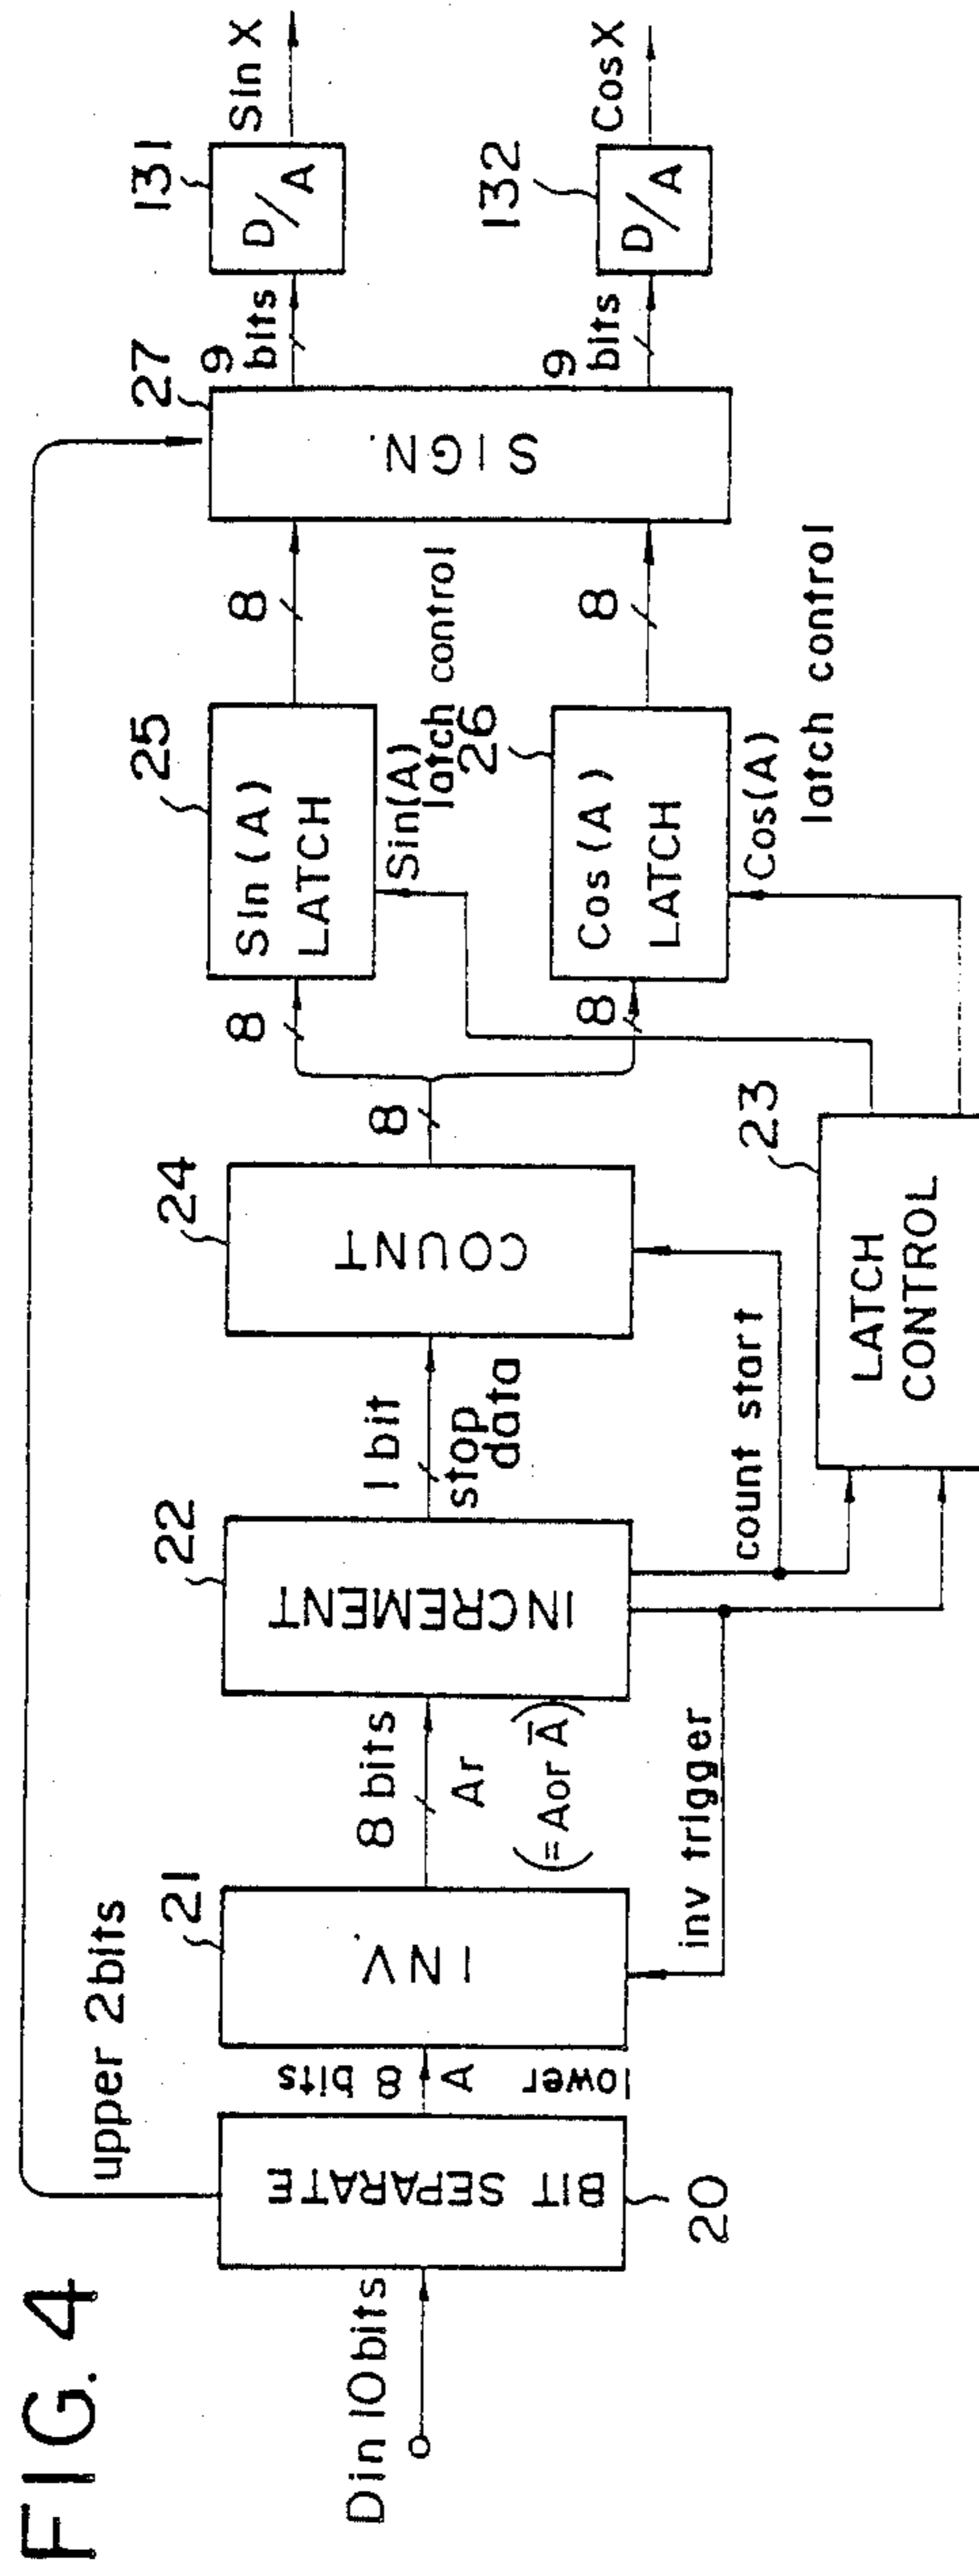 FIG. 4
Din 10bits
BIT SEPARATE
20
upper 2bits
lower
8 bits
A
INV.
21
8 bits
Ar
(= A or A̅)
inv trigger
INCREMENT
22
1 bit
stop
data
count start
COUNT
24
8
LATCH
CONTROL
23
8
8
Sin(A)
LATCH
25
Sin(A)
latch control
Cos(A)
LATCH
26
Cos(A)
latch control
8
8
SIGN.
27
9
bits
9
bits
D/A
131
Sin X
D/A
132
Cos X